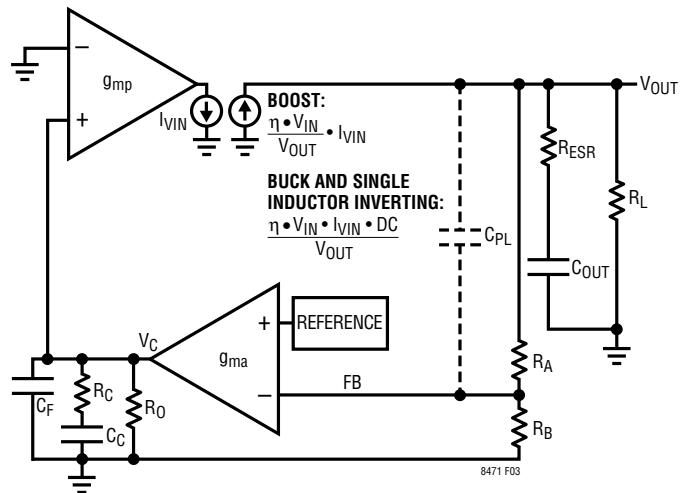 −
g_mp
+
I_VIN
BOOST:
η • V_IN
V_OUT
• I_VIN
BUCK AND SINGLE
INDUCTOR INVERTING:
η • V_IN • I_VIN • DC
V_OUT
V_OUT
R_ESR
R_L
C_PL
C_OUT
REFERENCE
+
g_ma
−
V_C
FB
R_A
R_B
C_F
R_C
C_C
R_O
8471 F03